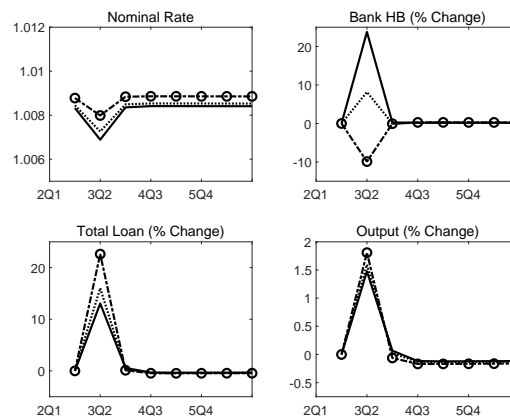 Nominal Rate
1.012
1.01
1.008
1.006
2Q1 3Q2 4Q3 5Q4
Bank HB (% Change)
20
10
0
-10
2Q1 3Q2 4Q3 5Q4
Total Loan (% Change)
20
10
0
2Q1 3Q2 4Q3 5Q4
Output (% Change)
2
1.5
1
0.5
0
-0.5
2Q1 3Q2 4Q3 5Q4